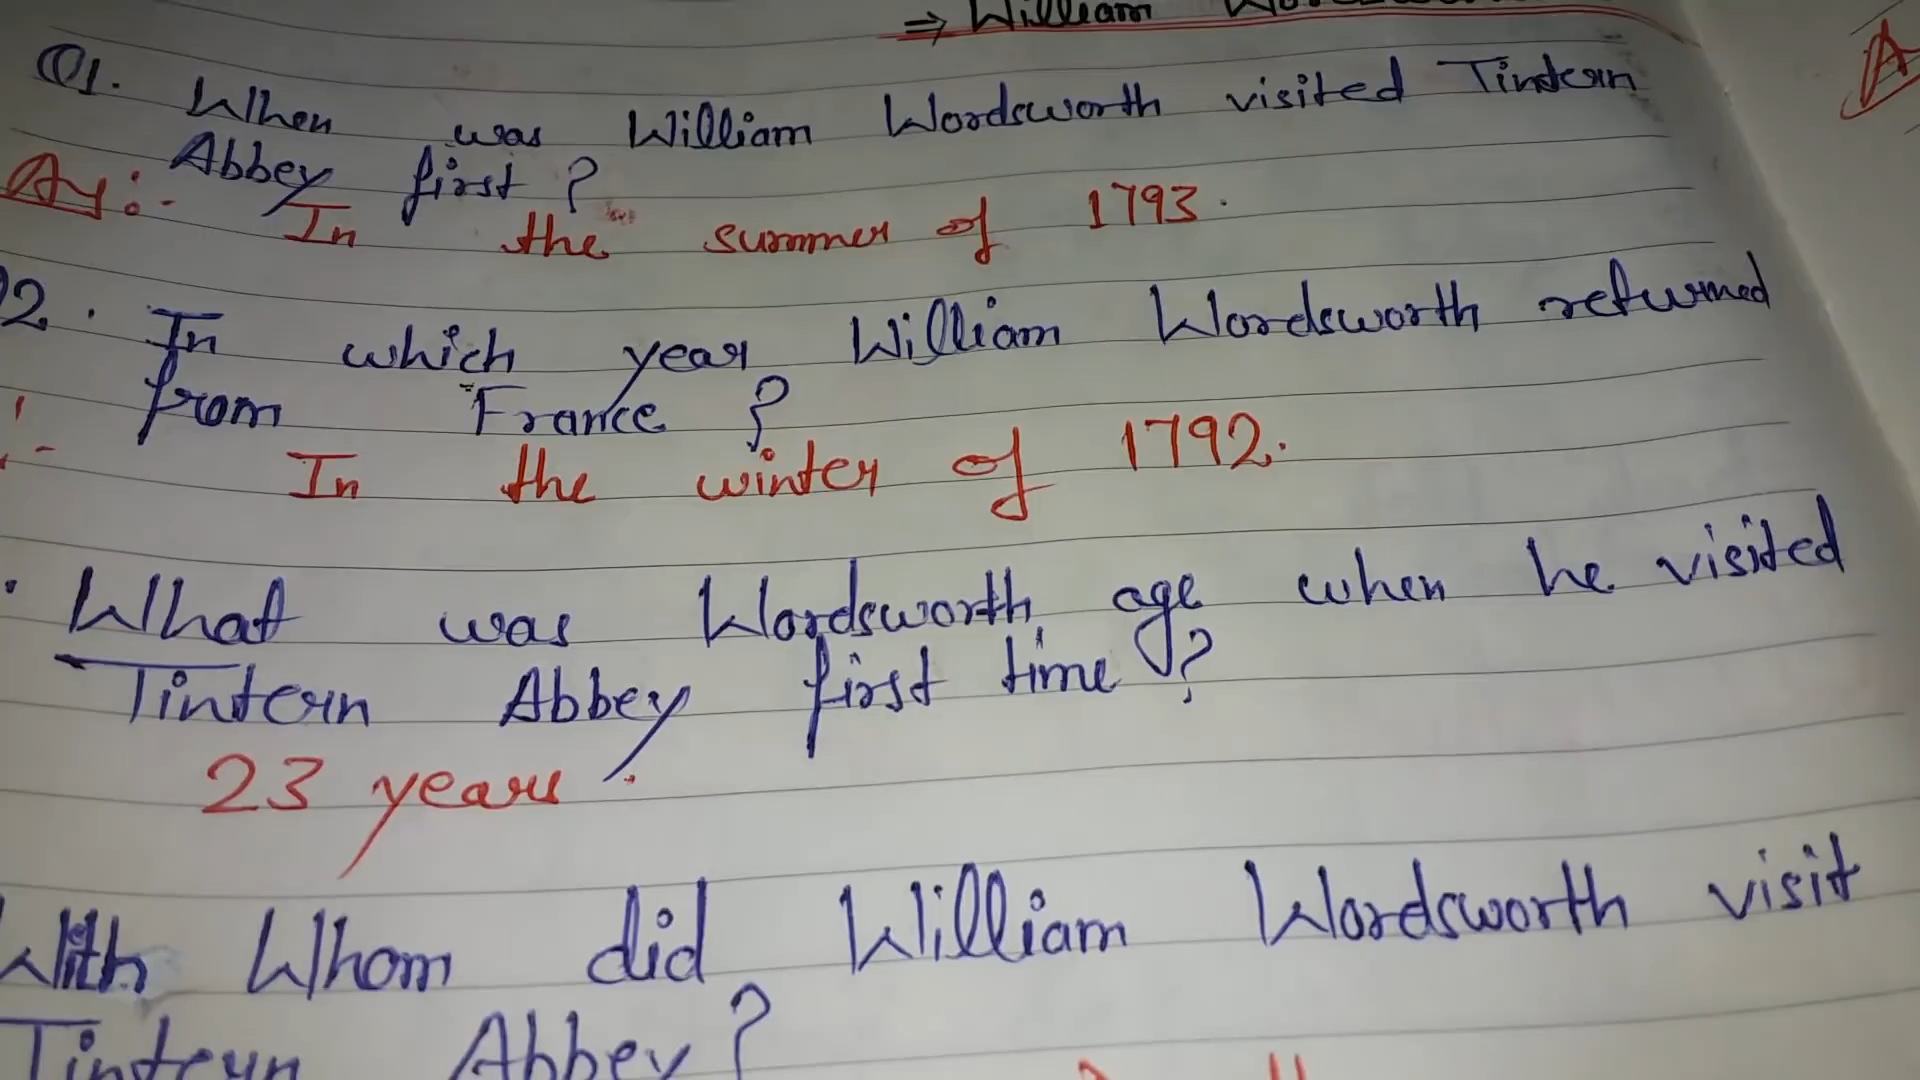 ⇒ William
Q1. When was William Wordsworth visited Tintern
Abbey first?
Ans:- In the summer of 1793.
2. In which year William Wordsworth returned
from France?
:- In the winter of 1792.
. What was Wordsworth age when he visited
Tintern Abbey first time?
23 years.
With Whom did William Wordsworth visit
Tintern Abbey?